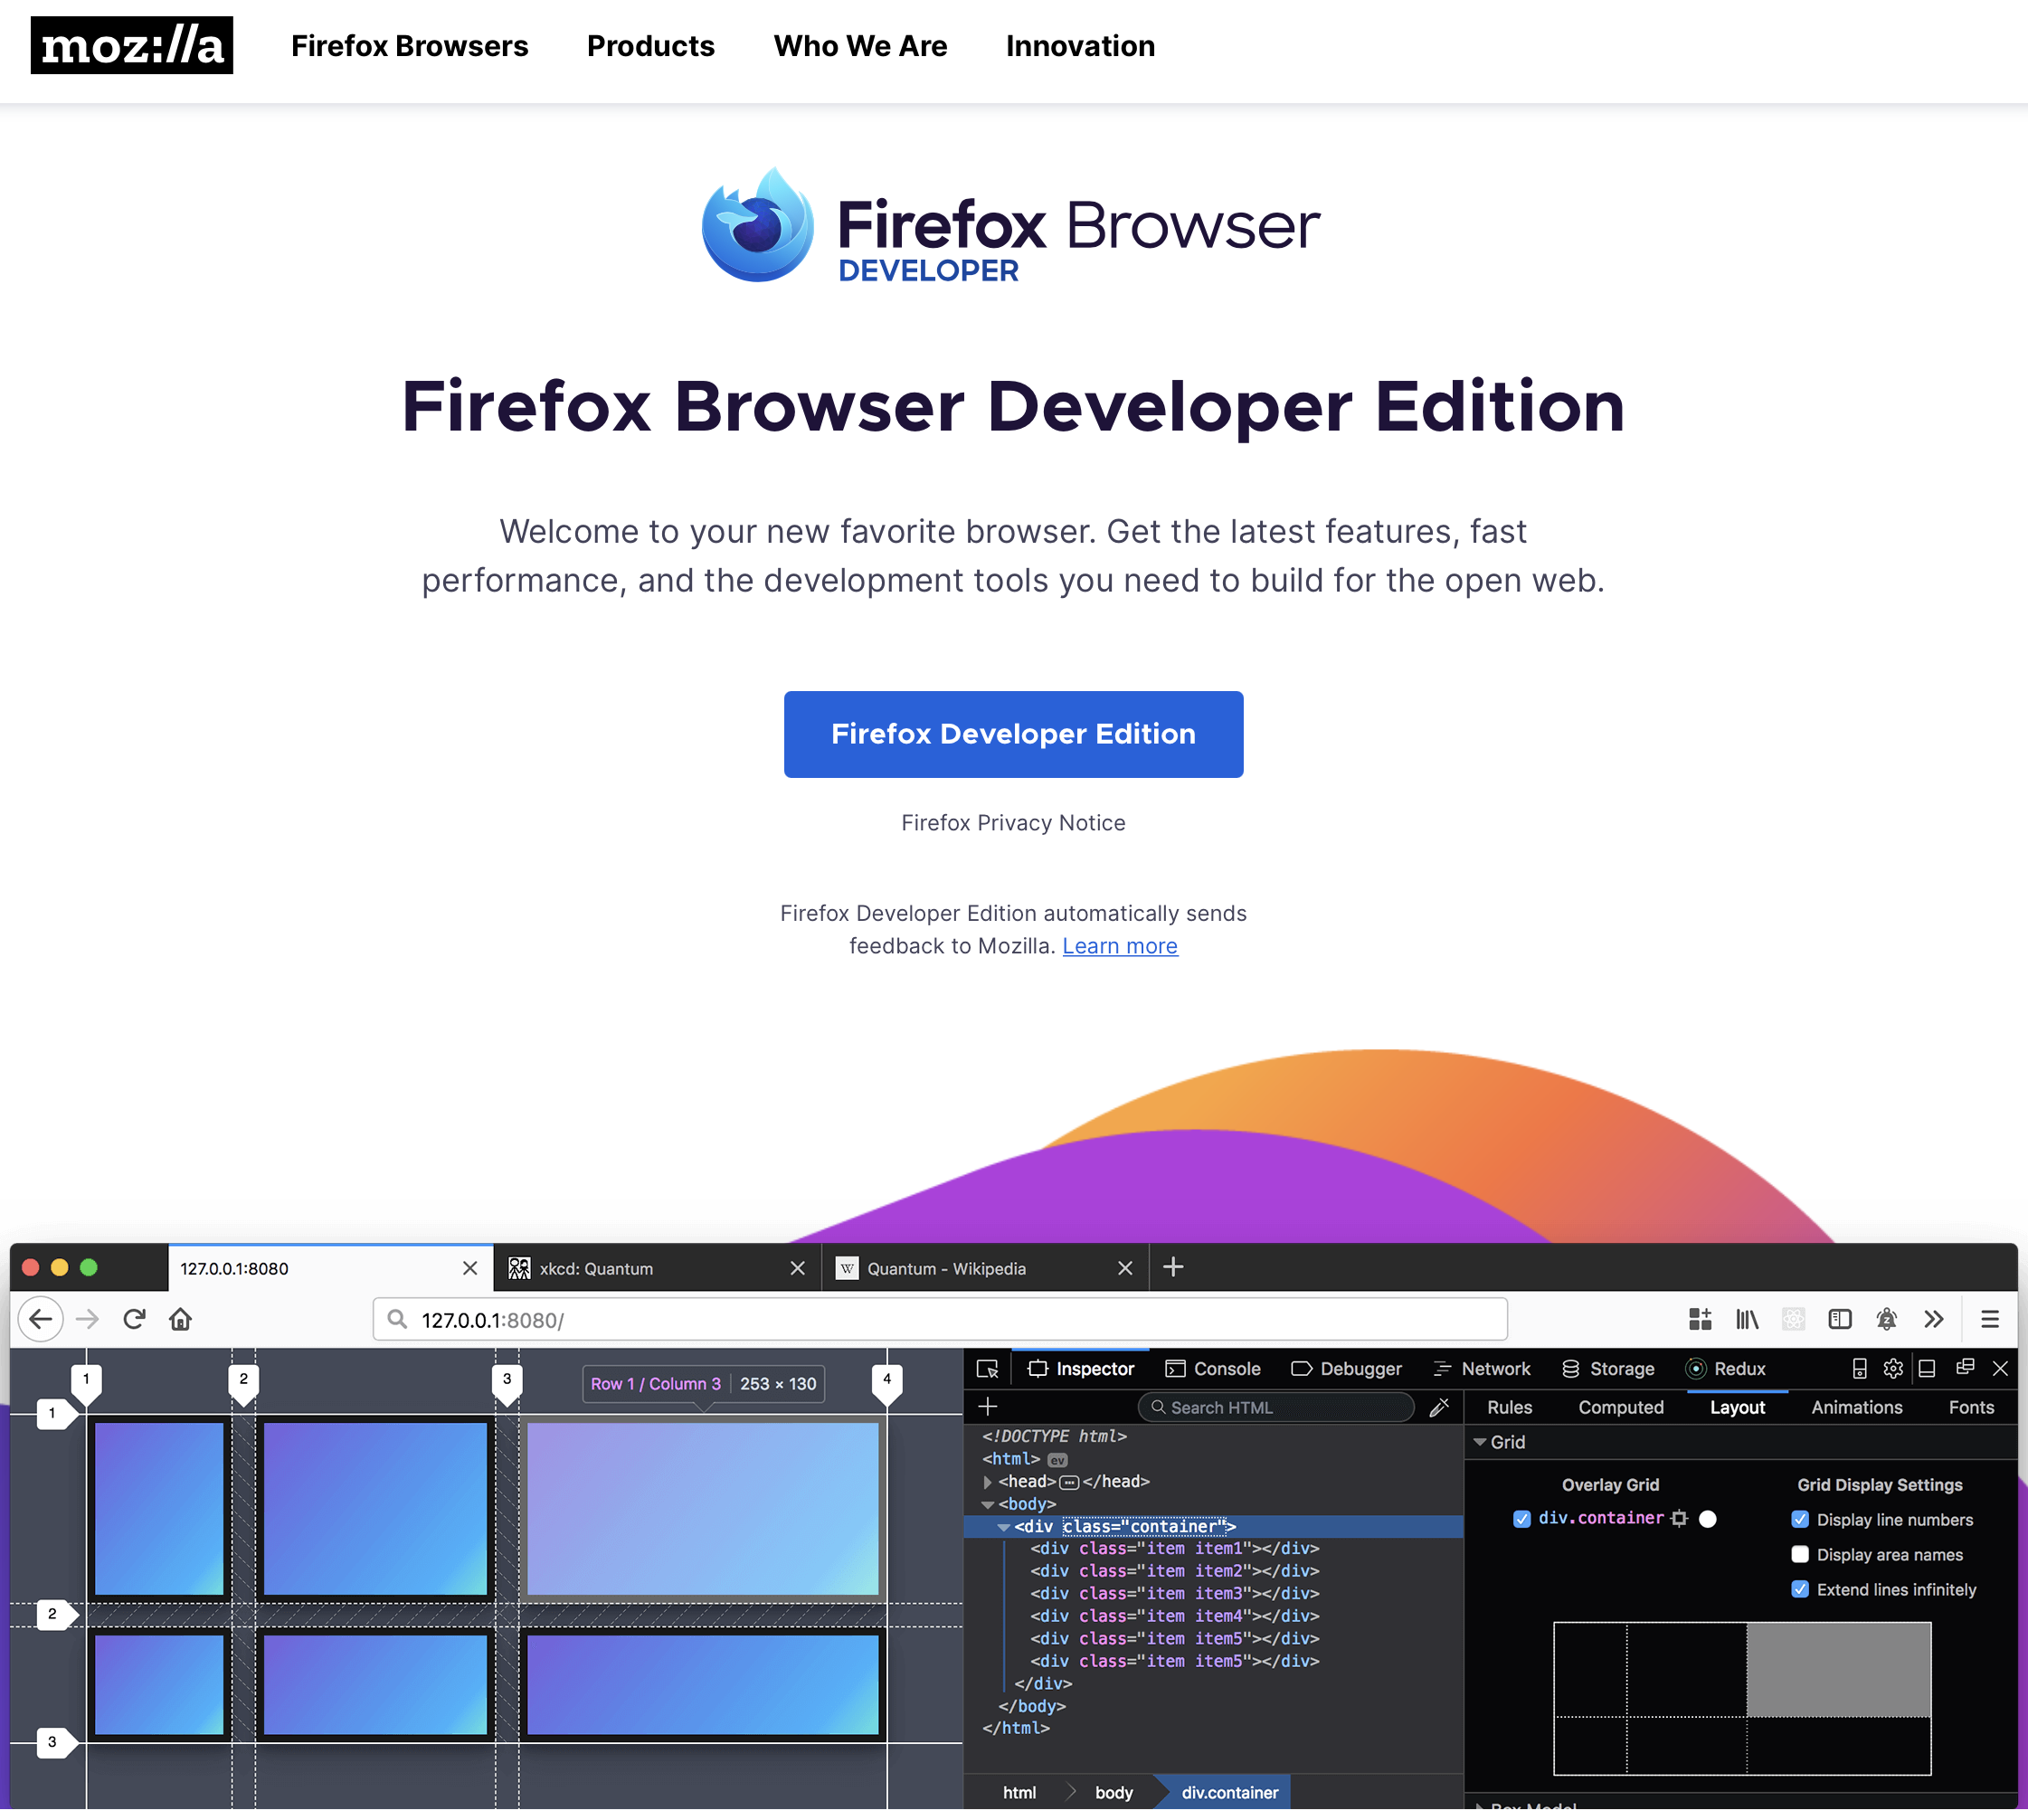 moz://a
Firefox Browsers
Products
Who We Are
Innovation
Firefox Browser
DEVELOPER
Firefox Browser Developer Edition
Welcome to your new favorite browser. Get the latest features, fast
performance, and the development tools you need to build for the open web.
Firefox Developer Edition
Firefox Privacy Notice
Firefox Developer Edition automatically sends
feedback to Mozilla. Learn more
127.0.0.1:8080
xkcd: Quantum
W
Quantum - Wikipedia
127.0.0.1:8080/
1
2
3
4
Row 1 / Column 3
253 × 130
1
2
3
Inspector
Console
Debugger
Network
Storage
Redux
Search HTML
<!DOCTYPE html>
<html> ev
<head></head>
<body>
<div class="container">
<div class="item item1"></div>
<div class="item item2"></div>
<div class="item item3"></div>
<div class="item item4"></div>
<div class="item item5"></div>
<div class="item item5"></div>
</div>
</body>
</html>
html
body
div.container
Rules
Computed
Layout
Animations
Fonts
Grid
Overlay Grid
div.container
Grid Display Settings
Display line numbers
Display area names
Extend lines infinitely
Box Model